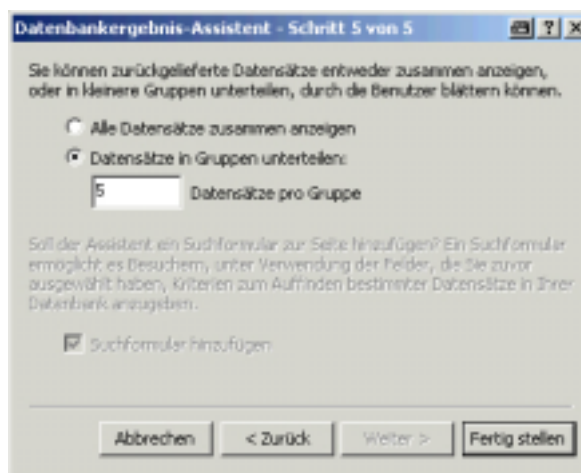 Datenbankergebnis-Assistent - Schritt 5 von 5
Sie können zurückgelieferte Datensätze entweder zusammen anzeigen,
oder in kleinere Gruppen unterteilen, durch die Benutzer blättern können.
Alle Datensätze zusammen anzeigen
Datensätze in Gruppen unterteilen:
5 Datensätze pro Gruppe
Soll der Assistent ein Suchformular zur Seite hinzufügen? Ein Suchformular
ermöglicht es Besuchern, unter Verwendung der Felder, die Sie zuvor
ausgewählt haben, Kriterien zum Auffinden bestimmter Datensätze in Ihrer
Datenbank anzugeben.
Suchformular hinzufügen
Abbrechen < Zurück Weiter > Fertig stellen